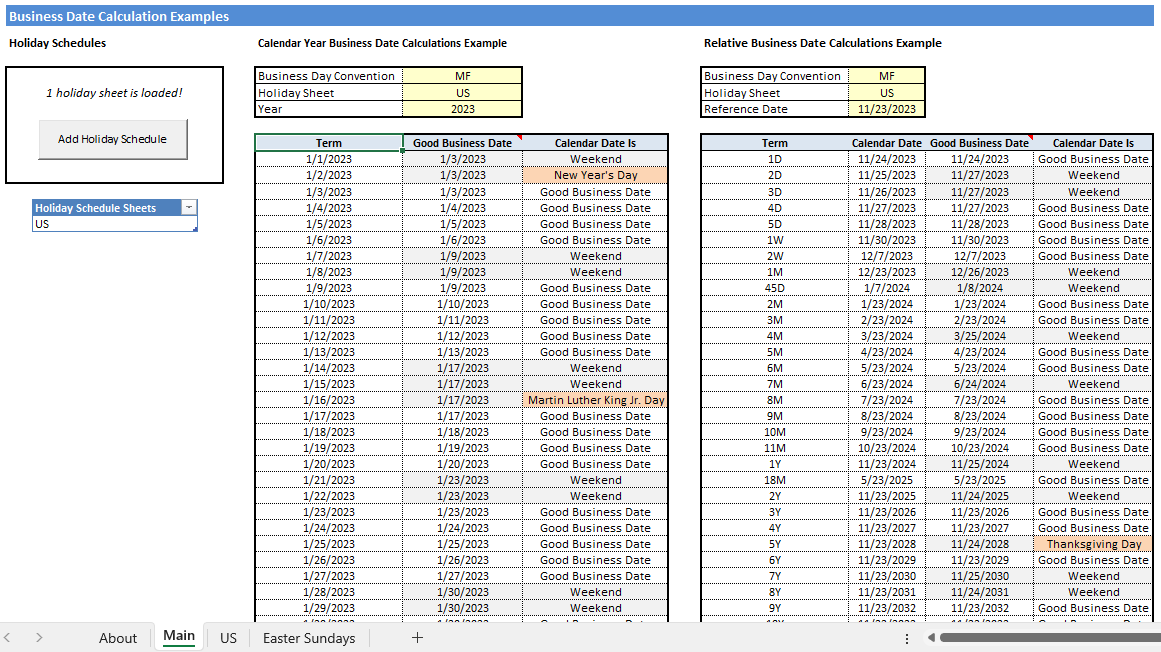 Business Date Calculation Examples
Holiday Schedules
Calendar Year Business Date Calculations Example
Relative Business Date Calculations Example
1 holiday sheet is loaded!
Add Holiday Schedule
Holiday Schedule Sheets
US
Business Day Convention MF
Holiday Sheet US
Year 2023
Term Good Business Date Calendar Date Is
1/1/2023 1/3/2023 Weekend
1/2/2023 1/3/2023 New Year's Day
1/3/2023 1/3/2023 Good Business Date
1/4/2023 1/4/2023 Good Business Date
1/5/2023 1/5/2023 Good Business Date
1/6/2023 1/6/2023 Good Business Date
1/7/2023 1/9/2023 Weekend
1/8/2023 1/9/2023 Weekend
1/9/2023 1/9/2023 Good Business Date
1/10/2023 1/10/2023 Good Business Date
1/11/2023 1/11/2023 Good Business Date
1/12/2023 1/12/2023 Good Business Date
1/13/2023 1/13/2023 Good Business Date
1/14/2023 1/17/2023 Weekend
1/15/2023 1/17/2023 Weekend
1/16/2023 1/17/2023 Martin Luther King Jr. Day
1/17/2023 1/17/2023 Good Business Date
1/18/2023 1/18/2023 Good Business Date
1/19/2023 1/19/2023 Good Business Date
1/20/2023 1/20/2023 Good Business Date
1/21/2023 1/23/2023 Weekend
1/22/2023 1/23/2023 Weekend
1/23/2023 1/23/2023 Good Business Date
1/24/2023 1/24/2023 Good Business Date
1/25/2023 1/25/2023 Good Business Date
1/26/2023 1/26/2023 Good Business Date
1/27/2023 1/27/2023 Good Business Date
1/28/2023 1/30/2023 Weekend
1/29/2023 1/30/2023 Weekend
Business Day Convention MF
Holiday Sheet US
Reference Date 11/23/2023
Term Calendar Date Good Business Date Calendar Date Is
1D 11/24/2023 11/24/2023 Good Business Date
2D 11/25/2023 11/27/2023 Weekend
3D 11/26/2023 11/27/2023 Weekend
4D 11/27/2023 11/27/2023 Good Business Date
5D 11/28/2023 11/28/2023 Good Business Date
1W 11/30/2023 11/30/2023 Good Business Date
2W 12/7/2023 12/7/2023 Good Business Date
1M 12/23/2023 12/26/2023 Weekend
45D 1/7/2024 1/8/2024 Weekend
2M 1/23/2024 1/23/2024 Good Business Date
3M 2/23/2024 2/23/2024 Good Business Date
4M 3/23/2024 3/25/2024 Weekend
5M 4/23/2024 4/23/2024 Good Business Date
6M 5/23/2024 5/23/2024 Good Business Date
7M 6/23/2024 6/24/2024 Weekend
8M 7/23/2024 7/23/2024 Good Business Date
9M 8/23/2024 8/23/2024 Good Business Date
10M 9/23/2024 9/23/2024 Good Business Date
11M 10/23/2024 10/23/2024 Good Business Date
1Y 11/23/2024 11/25/2024 Weekend
18M 5/23/2025 5/23/2025 Good Business Date
2Y 11/23/2025 11/24/2025 Weekend
3Y 11/23/2026 11/23/2026 Good Business Date
4Y 11/23/2027 11/23/2027 Good Business Date
5Y 11/23/2028 11/24/2028 Thanksgiving Day
6Y 11/23/2029 11/23/2029 Good Business Date
7Y 11/23/2030 11/25/2030 Weekend
8Y 11/23/2031 11/24/2031 Weekend
9Y 11/23/2032 11/23/2032 Good Business Date
About Main US Easter Sundays